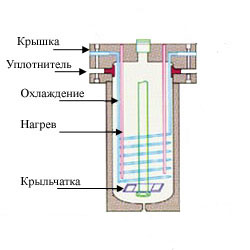 Крышка
Уплотнитель
Охлаждение
Нагрев
Крыльчатка